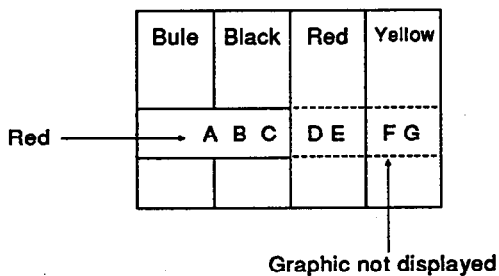 Bule Black Red Yellow
Red A B C D E F G
Graphic not displayed